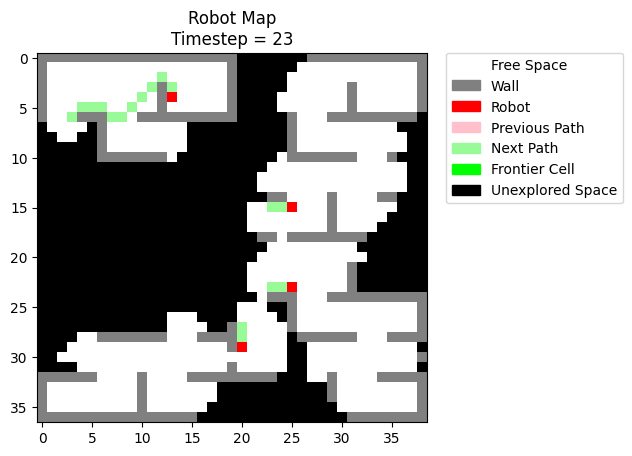 Robot Map
Timestep = 23
0
5
10
15
20
25
30
35
0
5
10
15
20
25
30
35
Free Space
Wall
Robot
Previous Path
Next Path
Frontier Cell
Unexplored Space